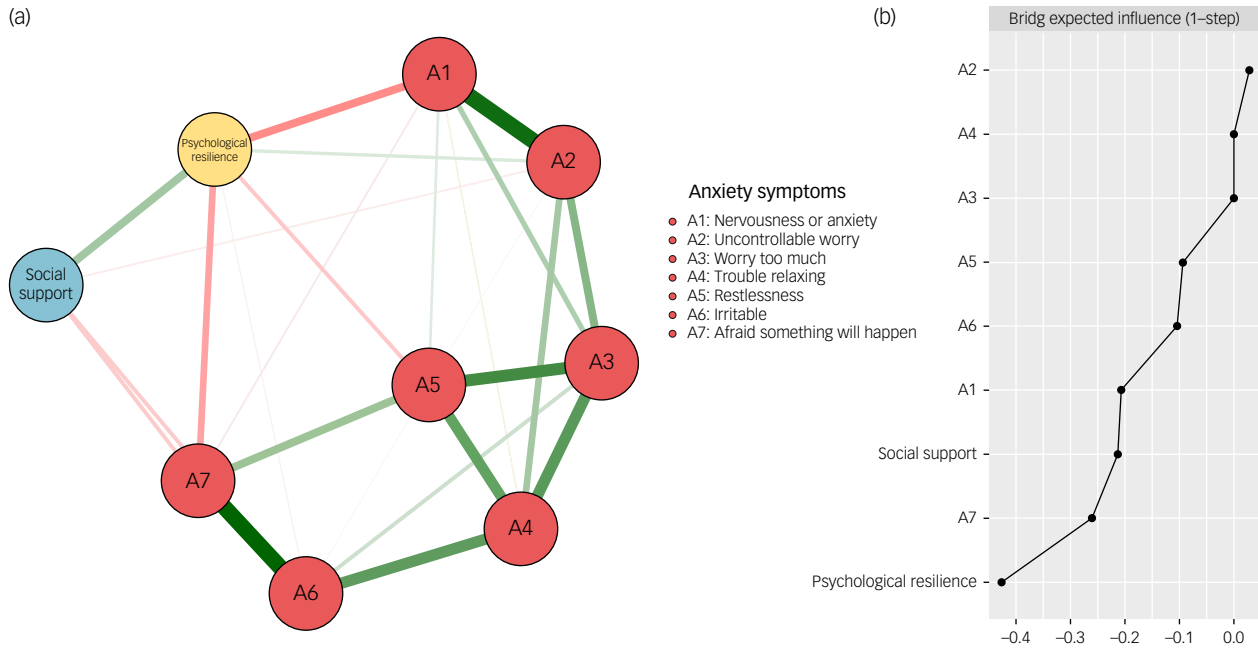 (a)
A1
Psychological
resilience
A2
Social
support
A3
A5
A7
A4
A6
Anxiety symptoms
A1: Nervousness or anxiety
A2: Uncontrollable worry
A3: Worry too much
A4: Trouble relaxing
A5: Restlessness
A6: Irritable
A7: Afraid something will happen
(b)
Bridg expected influence (1–step)
A2
A4
A3
A5
A6
A1
Social support
A7
Psychological resilience
–0.4 –0.3 –0.2 –0.1 0.0